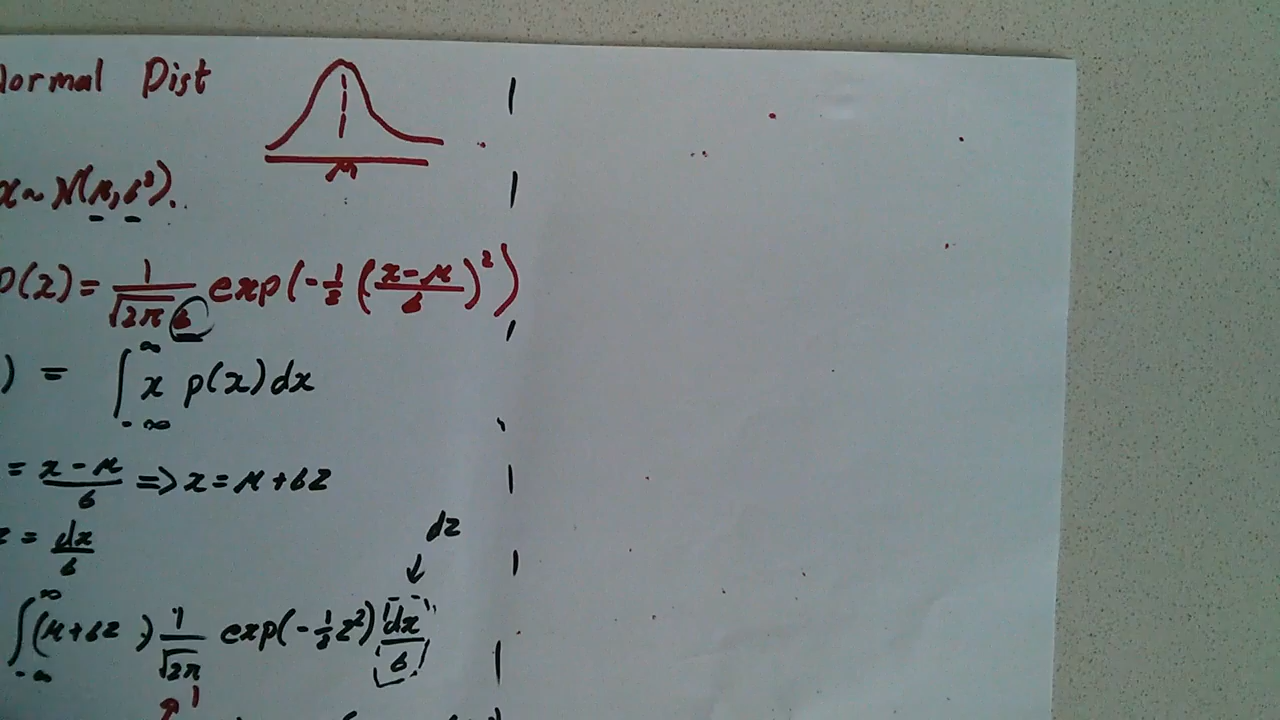 Normal Dist
μ
x ~ N(μ, σ²).
p(x) = 1/(√2π σ) exp(-1/2 ((x-μ)/σ)²)
) = ∫_{-∞}^{∞} x p(x) dx
= (x-μ)/σ => x = μ + σz
dz
z = dx/σ
∫_{-∞}^{∞} (μ + σz) 1/√2π exp(-1/2 z²) dx/σ